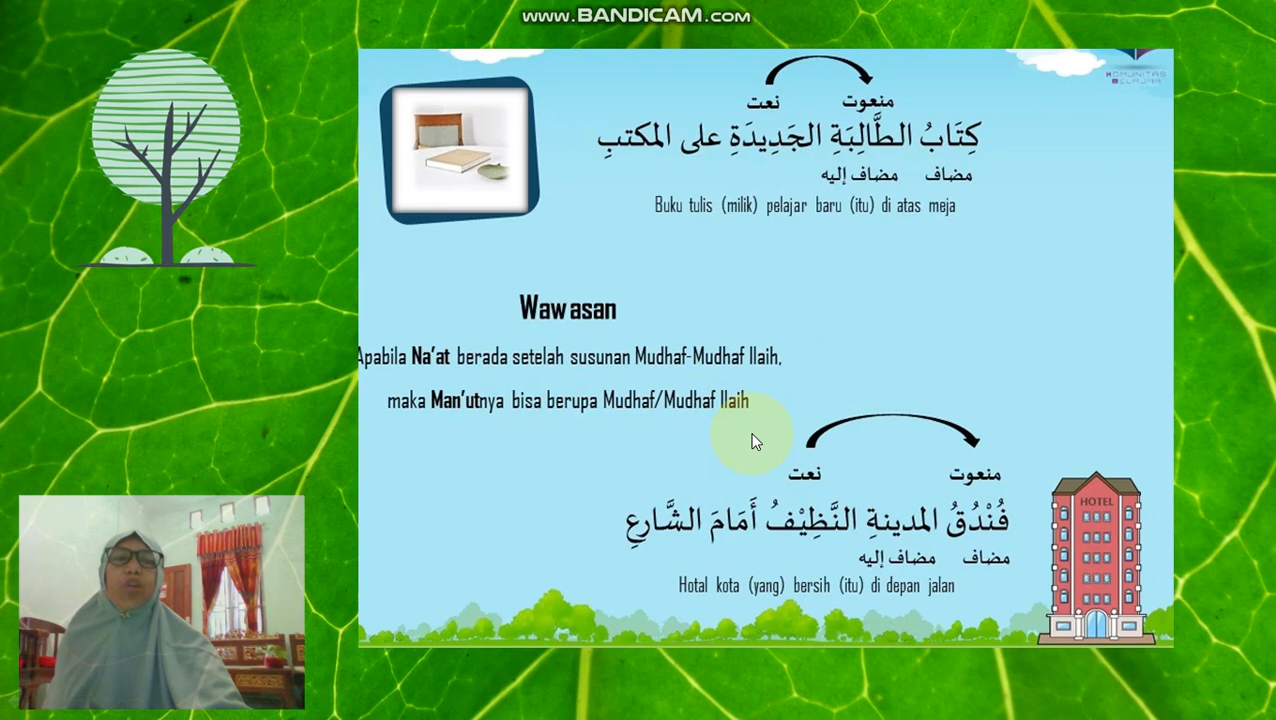 WWW.BANDICAM.COM
KOMUNITAS
BELAJAR
منعوت نعت
كِتَابُ الطَّالِبَةِ الجَدِيدَةِ على المكتبِ
مضاف مضاف إليه
Buku tulis (milik) pelajar baru (itu) di atas meja
Wawasan
Apabila Na'at berada setelah susunan Mudhaf-Mudhaf Ilaih,
maka Man'utnya bisa berupa Mudhaf/Mudhaf Ilaih
منعوت نعت
فُنْدُقُ المدينةِ النَّظِيْفُ أَمَامَ الشَّارِعِ
مضاف مضاف إليه
Hotal kota (yang) bersih (itu) di depan jalan
HOTEL